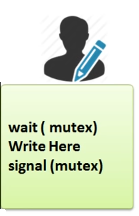 wait ( mutex)
Write Here
signal (mutex)